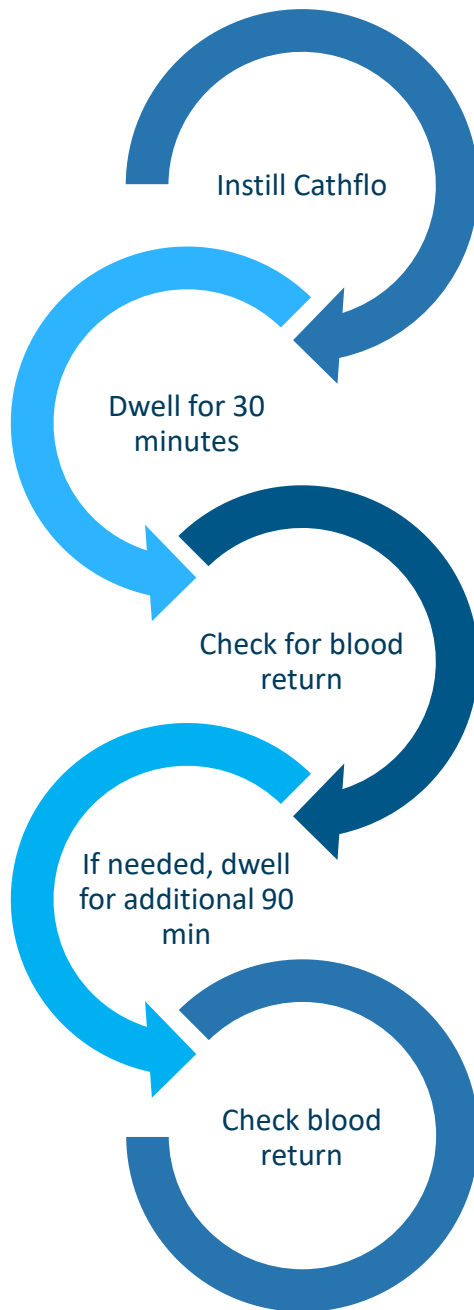 Instill Cathflo
Dwell for 30
minutes
Check for blood
return
If needed, dwell
for additional 90
min
Check blood
return